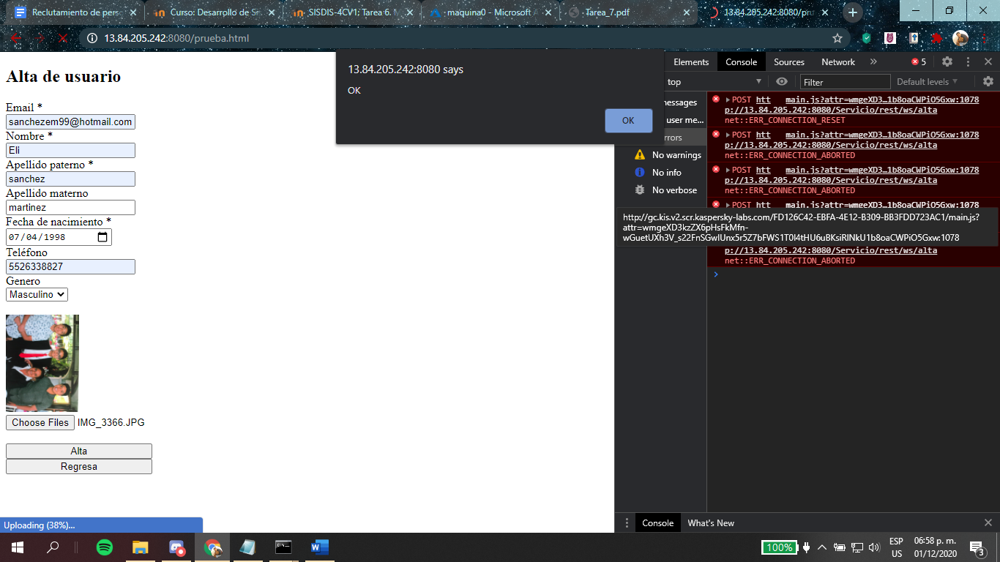 Reclutamiento de perso
Curso: Desarrollo de Si
SISDIS-4CV1: Tarea 6. M
maquina0 - Microsoft A
Tarea_7.pdf
13.84.205.242:8080/pru
13.84.205.242:8080/prueba.html
Alta de usuario
Email *
sanchezem99@hotmail.com
Nombre *
Eli
Apellido paterno *
sanchez
Apellido materno
martinez
Fecha de nacimiento *
07/04/1998
Teléfono
5526338827
Genero
Masculino
Choose Files IMG_3366.JPG
Alta
Regresa
Uploading (38%)...
13.84.205.242:8080 says
OK
OK
Elements Console Sources Network » 5
top Filter Default levels
essages
user me...
rrors
No warnings
No info
No verbose
POST htt main.js?attr=wmgeXD3…1b8oaCWPiO5Gxw:1078
p://13.84.205.242:8080/Servicio/rest/ws/alta
net::ERR_CONNECTION_RESET
POST htt main.js?attr=wmgeXD3…1b8oaCWPiO5Gxw:1078
p://13.84.205.242:8080/Servicio/rest/ws/alta
net::ERR_CONNECTION_ABORTED
POST htt main.js?attr=wmgeXD3…1b8oaCWPiO5Gxw:1078
p://13.84.205.242:8080/Servicio/rest/ws/alta
net::ERR_CONNECTION_ABORTED
POST htt main.js?attr=wmgeXD3…1b8oaCWPiO5Gxw:1078
http://gc.kis.v2.scr.kaspersky-labs.com/FD126C42-EBFA-4E12-B309-BB3FDD723AC1/main.js?
p://13.84.205.242:8080/Servicio/rest/ws/alta
net::ERR_CONNECTION_ABORTED
Console What's New
100%
ESP
US
06:58 p. m.
01/12/2020
3